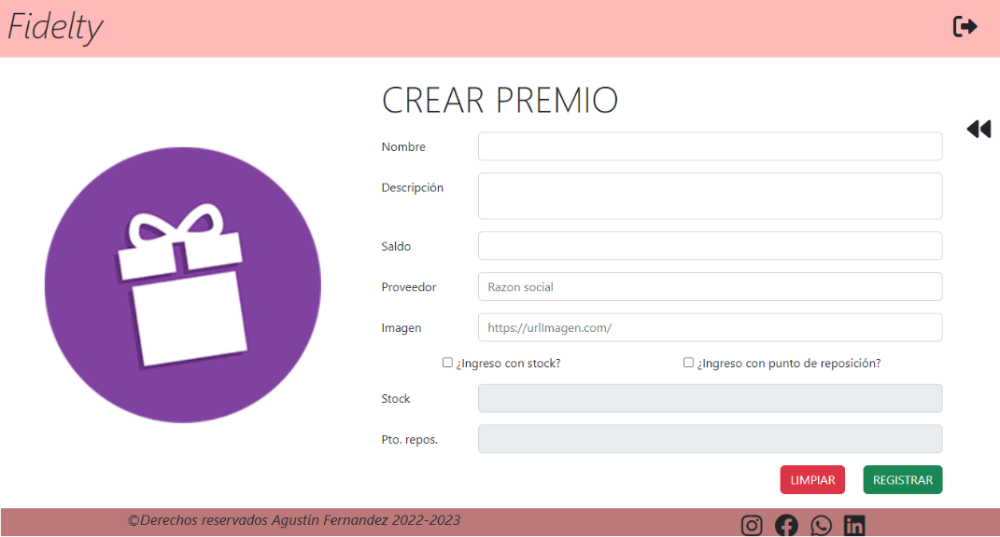 Fidelty
CREAR PREMIO
Nombre
Descripción
Saldo
Proveedor
Razon social
Imagen
https://urlImagen.com/
¿Ingreso con stock?
¿Ingreso con punto de reposición?
Stock
Pto. repos.
LIMPIAR
REGISTRAR
©Derechos reservados Agustín Fernandez 2022-2023